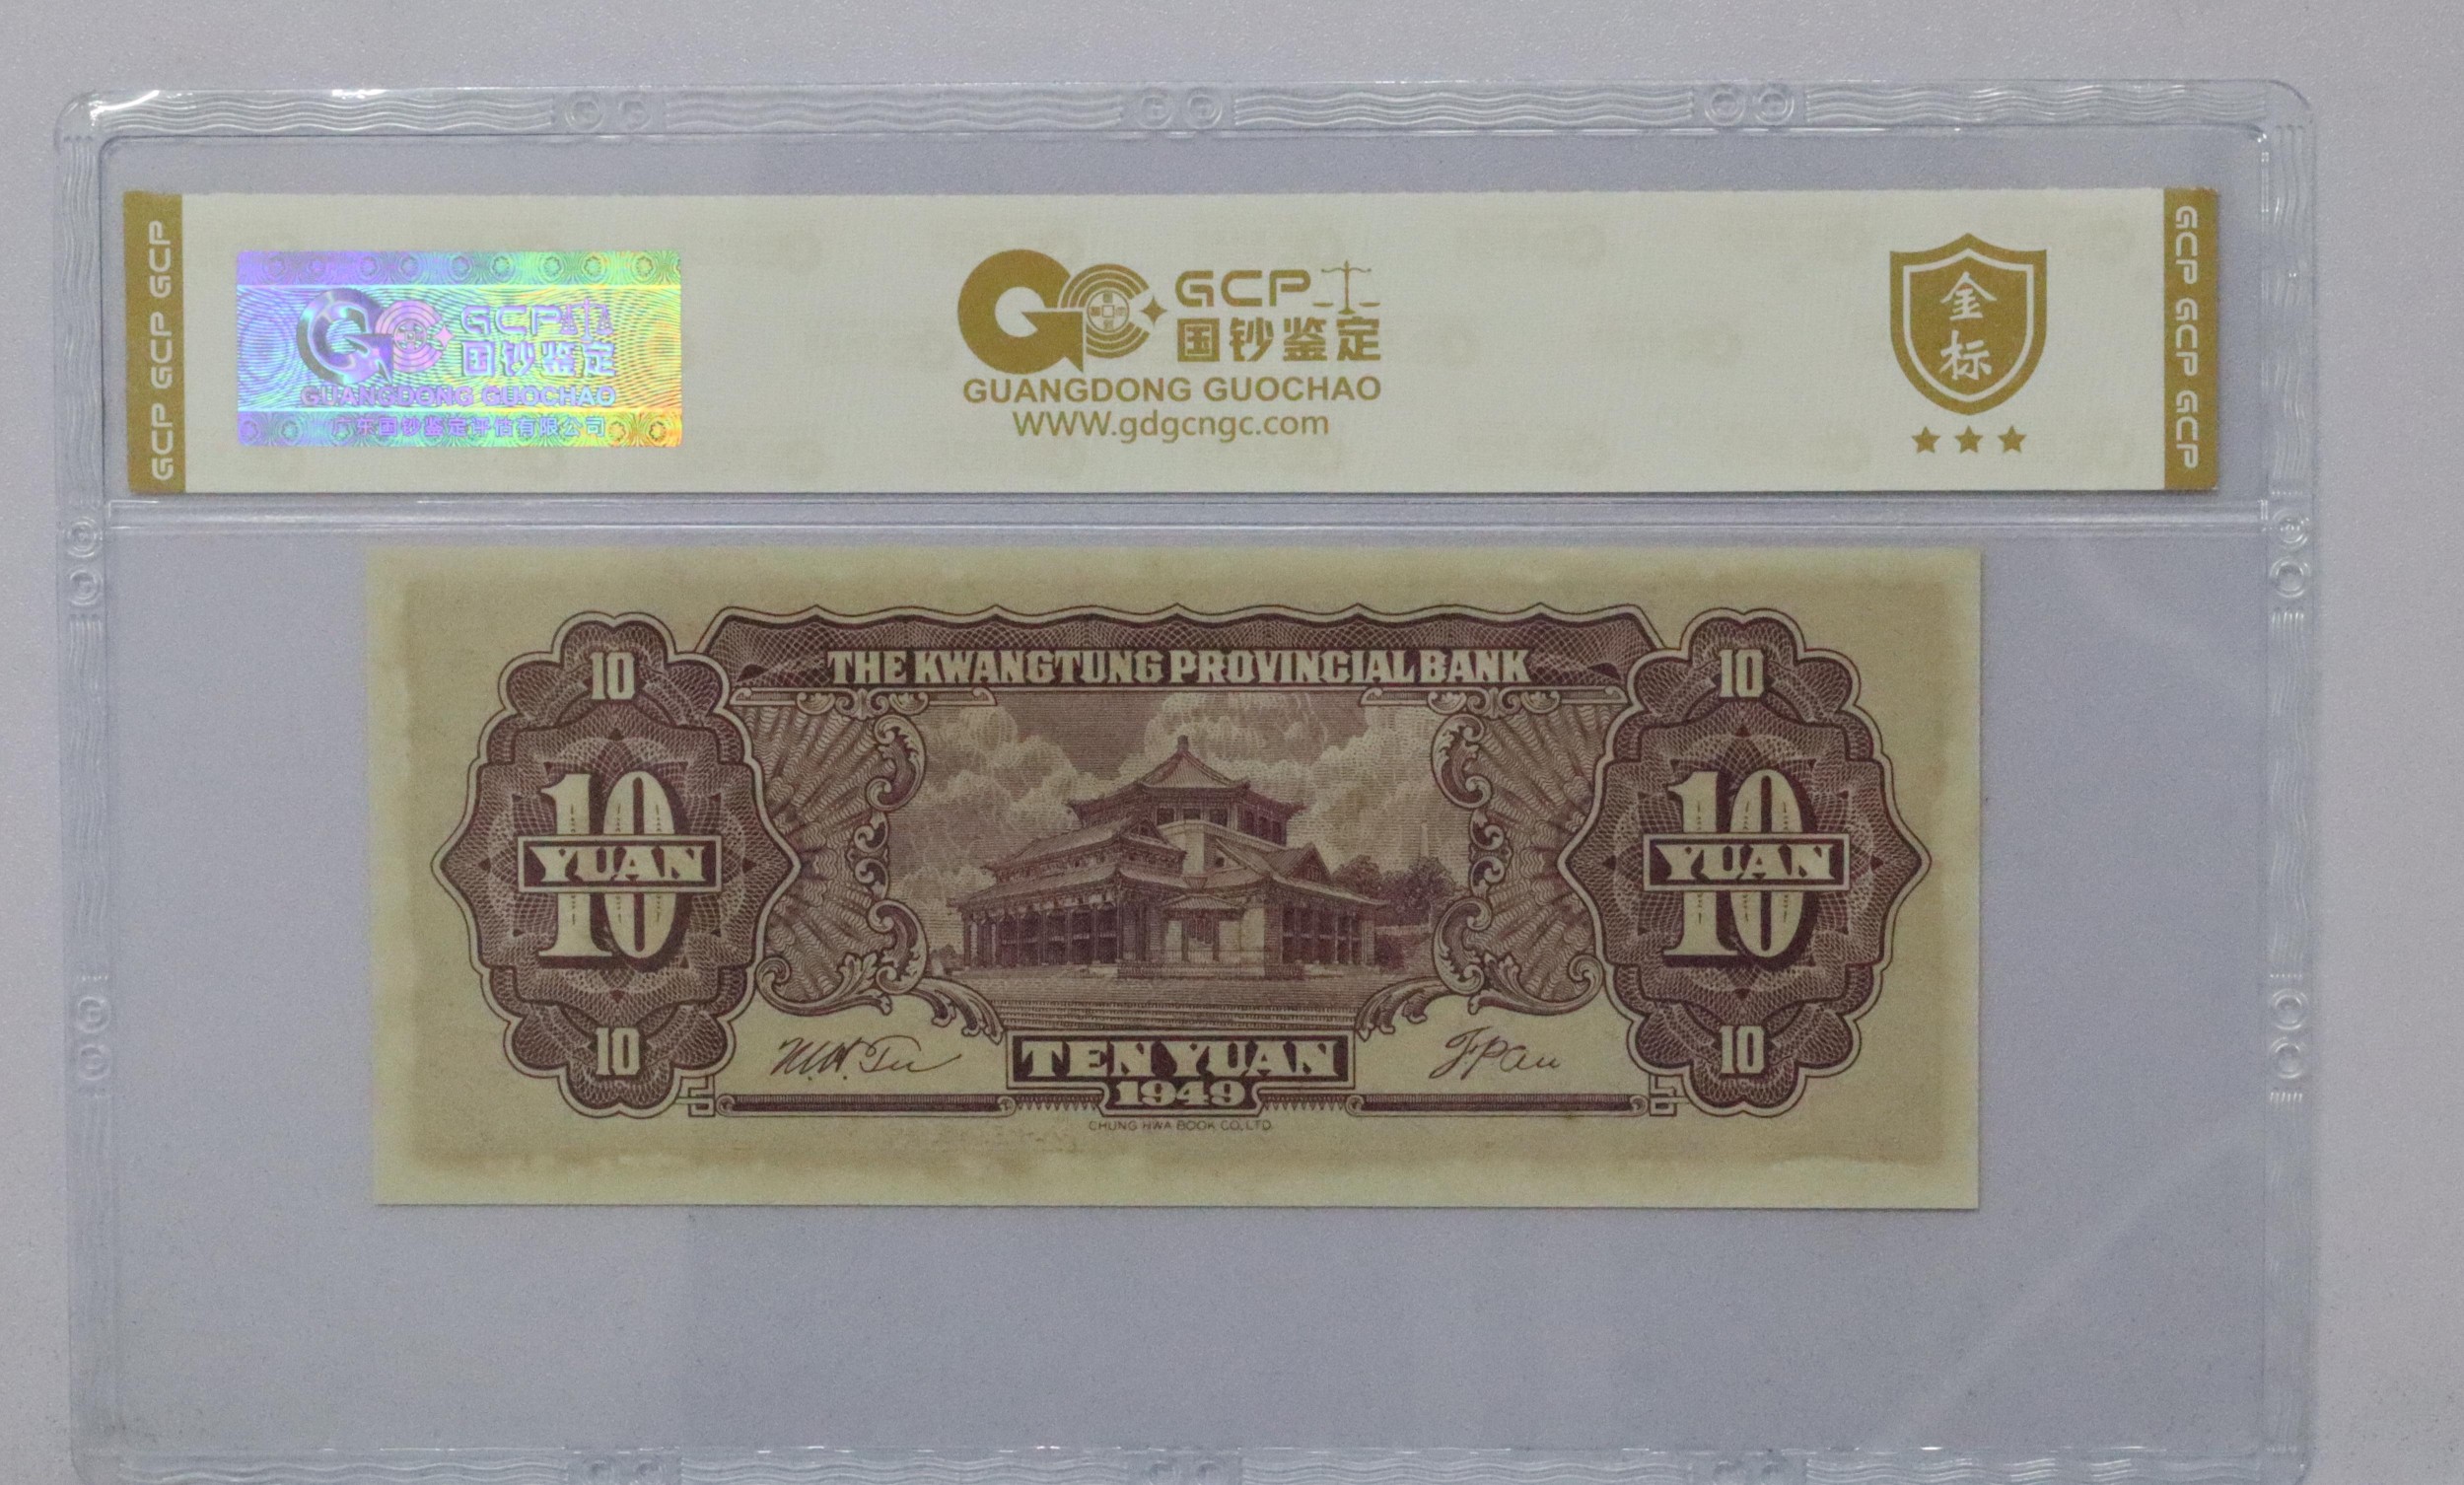 GCP GCP GCP
GCP
国钞鉴定
GUANGDONG GUOCHAO
广东国钞鉴定评估有限公司
GCP
国钞鉴定
GUANGDONG GUOCHAO
WWW.gdgcngc.com
金
标
GCP GCP GCP
THE KWANGTUNG PROVINCIAL BANK
10
10
10
YUAN
10
YUAN
10
10
TEN YUAN
1949
CHUNG HWA BOOK CO. LTD.